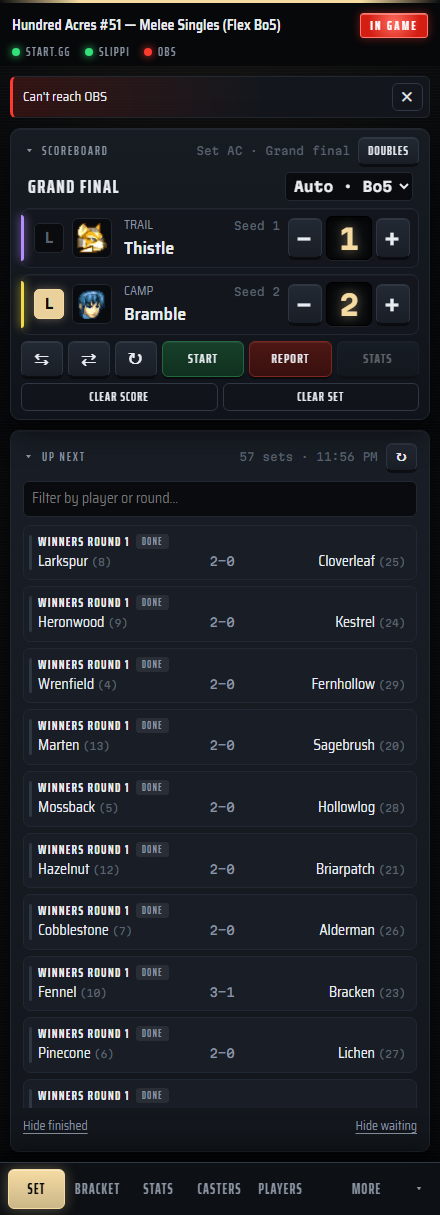 Hundred Acres #51 — Melee Singles (Flex Bo5)
IN GAME
START.GG SLIPPI OBS
Can't reach OBS
SCOREBOARD Set AC · Grand final DOUBLES
GRAND FINAL Auto • Bo5
L TRAIL Thistle Seed 1 − 1 +
L CAMP Bramble Seed 2 − 2 +
START REPORT STATS
CLEAR SCORE CLEAR SET
UP NEXT 57 sets · 11:56 PM
Filter by player or round…
WINNERS ROUND 1 DONE
Larkspur (8) 2–0 Cloverleaf (25)
WINNERS ROUND 1 DONE
Heronwood (9) 2–0 Kestrel (24)
WINNERS ROUND 1 DONE
Wrenfield (4) 2–0 Fernhollow (29)
WINNERS ROUND 1 DONE
Marten (13) 2–0 Sagebrush (20)
WINNERS ROUND 1 DONE
Mossback (5) 2–0 Hollowlog (28)
WINNERS ROUND 1 DONE
Hazelnut (12) 2–0 Briarpatch (21)
WINNERS ROUND 1 DONE
Cobblestone (7) 2–0 Alderman (26)
WINNERS ROUND 1 DONE
Fennel (10) 3–1 Bracken (23)
WINNERS ROUND 1 DONE
Pinecone (6) 2–0 Lichen (27)
WINNERS ROUND 1 DONE
Hide finished Hide waiting
SET BRACKET STATS CASTERS PLAYERS MORE